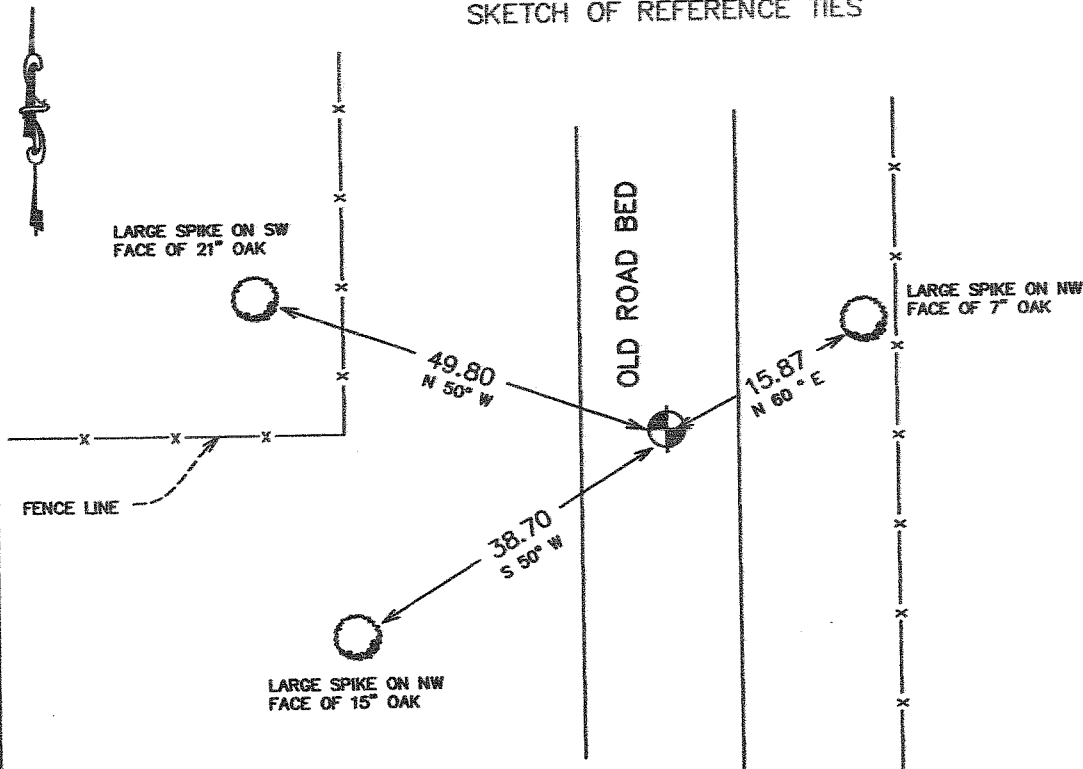 SKETCH OF REFERENCE TIES
LARGE SPIKE ON SW
FACE OF 21" OAK
OLD ROAD BED
LARGE SPIKE ON NW
FACE OF 7" OAK
49.80
N 50° W
15.87
N 60° E
FENCE LINE
38.70
S 50° W
LARGE SPIKE ON NW
FACE OF 15" OAK